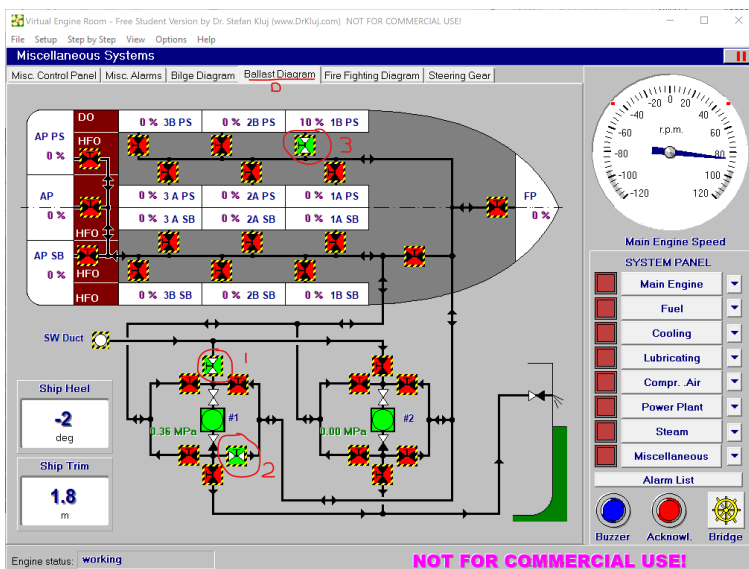 Virtual Engine Room - Free Student Version by Dr. Stefan Kluj (www.DrKluj.com)  NOT FOR COMMERCIAL USE!
File Setup Step by Step View Options Help
Miscellaneous Systems
Misc. Control Panel Misc. Alarms Bilge Diagram Ballast Diagram Fire Fighting Diagram Steering Gear
0
DO
0 % 3B PS 0 % 2B PS 10 % 1B PS
AP PS
0 %
HFO
3
AP
0 %
0 % 3 A PS 0 % 2A PS 0 % 1A PS
0 % 3 A SB 0 % 2A SB 0 % 1A SB
FP
0 %
HFO
AP SB
0 %
HFO
HFO
0 % 3B SB 0 % 2B SB 0 % 1B SB
SW Duct
1
Ship Heel
-2
deg
0.36 MPa
#1
0.00 MPa
#2
2
Ship Trim
1.8
m
-20 0 20
-40 40
-60 60
-80 80
-100 100
-120 120
r.p.m.
Main Engine Speed
SYSTEM PANEL
Main Engine
Fuel
Cooling
Lubricating
Compr. .Air
Power Plant
Steam
Miscellaneous
Alarm List
Buzzer Acknowl. Bridge
Engine status: working
NOT FOR COMMERCIAL USE!